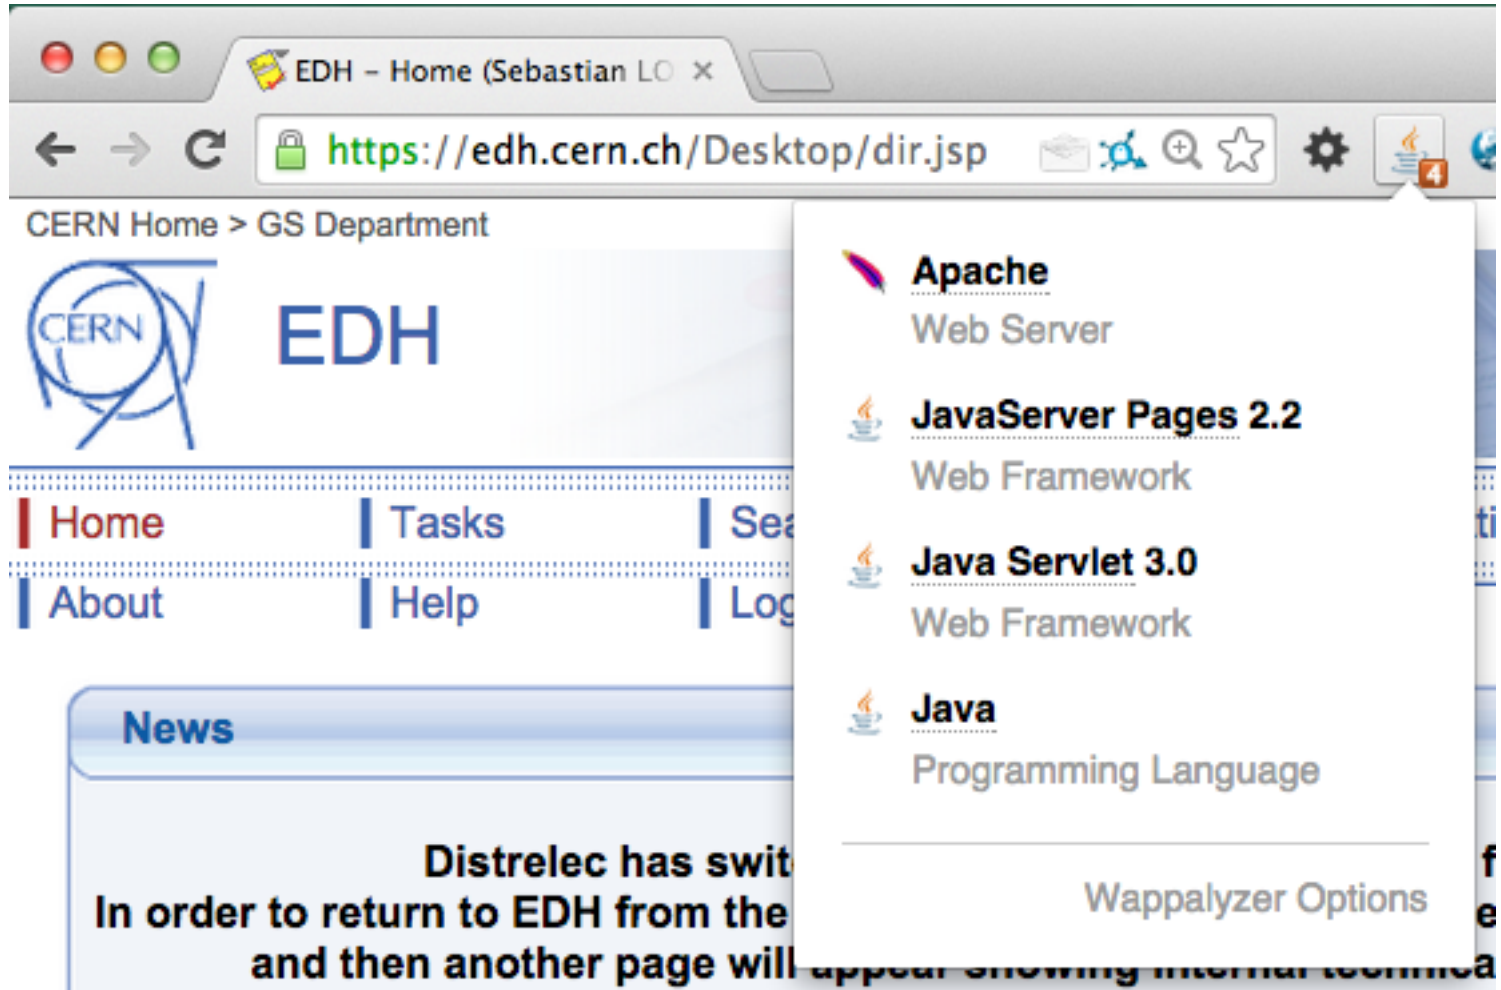 EDH – Home (Sebastian LO
https://edh.cern.ch/Desktop/dir.jsp
4
CERN Home > GS Department
CERN
EDH
Home
Tasks
About
Help
News
Distrelec has
In order to return to EDH from the
and then another page will appear showing internal
Apache
Web Server
JavaServer Pages 2.2
Web Framework
Java Servlet 3.0
Web Framework
Java
Programming Language
Wappalyzer Options